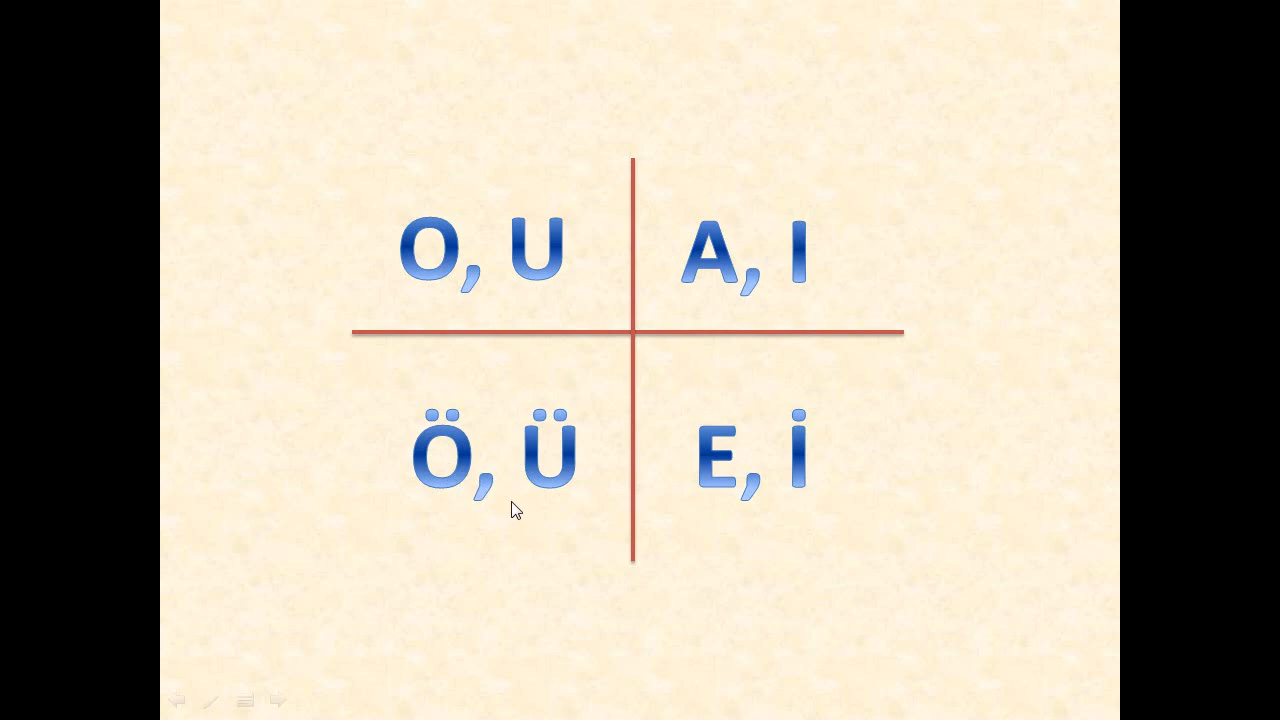 O, U A, I
Ö, Ü E, İ